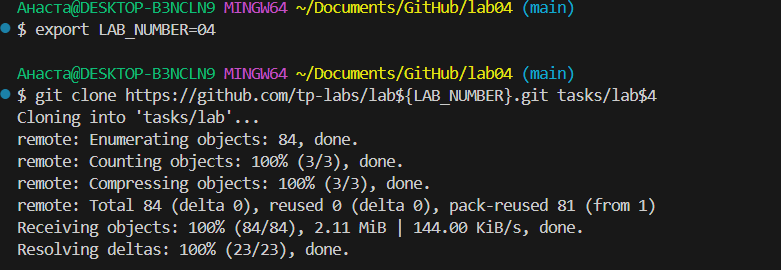 Анаста@DESKTOP-B3NCLN9 MINGW64 ~/Documents/GitHub/lab04 (main)
$ export LAB_NUMBER=04
Анаста@DESKTOP-B3NCLN9 MINGW64 ~/Documents/GitHub/lab04 (main)
$ git clone https://github.com/tp-labs/lab${LAB_NUMBER}.git tasks/lab$4
Cloning into 'tasks/lab'...
remote: Enumerating objects: 84, done.
remote: Counting objects: 100% (3/3), done.
remote: Compressing objects: 100% (3/3), done.
remote: Total 84 (delta 0), reused 0 (delta 0), pack-reused 81 (from 1)
Receiving objects: 100% (84/84), 2.11 MiB | 144.00 KiB/s, done.
Resolving deltas: 100% (23/23), done.